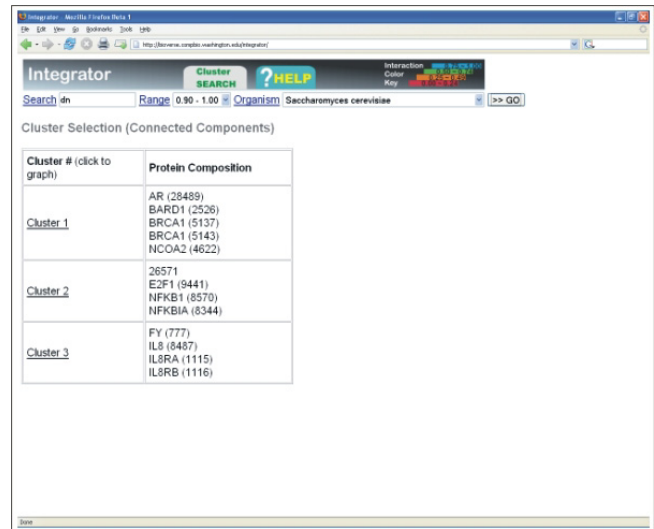 Integrator - Mozilla Firefox Beta 1
File Edit View Go Bookmarks Tools Help
http://bioverse.compbio.washington.edu/integrator/
G,
Integrator
Cluster
SEARCH
?HELP
Interaction
Color
Key
Search dn Range 0.90 - 1.00 Organism Saccharomyces cerevisiae >> GO
Cluster Selection (Connected Components)
Cluster # (click to
graph)
Protein Composition
Cluster 1
AR (28489)
BARD1 (2526)
BRCA1 (5137)
BRCA1 (5143)
NCOA2 (4622)
Cluster 2
26571
E2F1 (9441)
NFKB1 (8570)
NFKBIA (8344)
Cluster 3
FY (777)
IL8 (8487)
IL8RA (1115)
IL8RB (1116)
Done